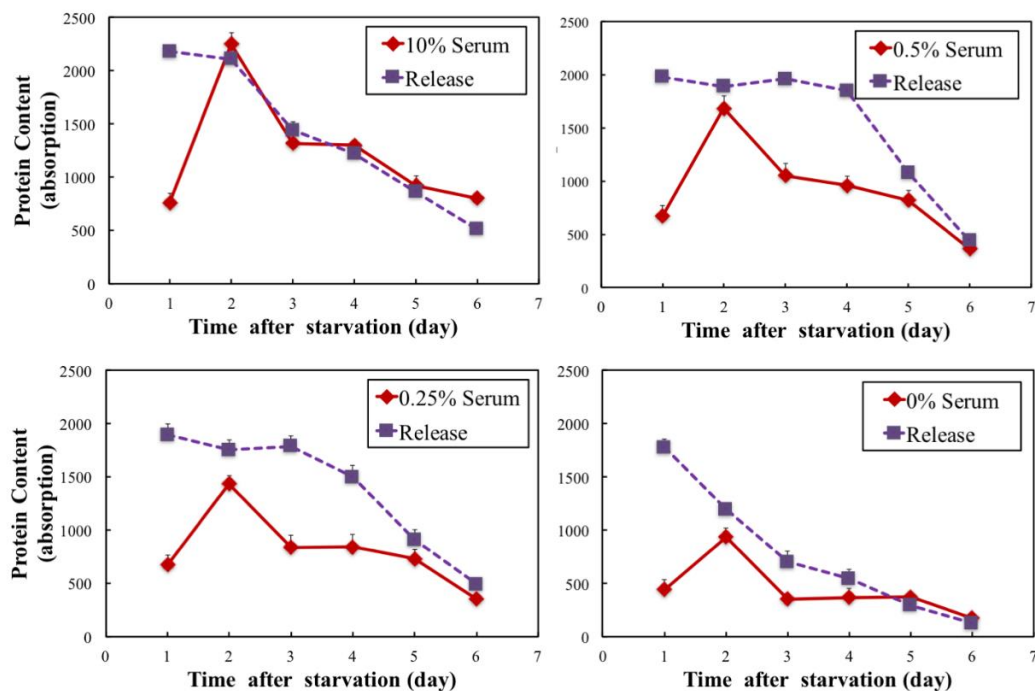 2500
2000
1500
1000
500
0
Protein Content
(absorption)
10% Serum
Release
0 1 2 3 4 5 6 7
Time after starvation (day)
2500
2000
1500
1000
500
0
0.5% Serum
Release
0 1 2 3 4 5 6 7
Time after starvation (day)
2500
2000
1500
1000
500
0
Protein Content
(absorption)
0.25% Serum
Release
0 1 2 3 4 5 6 7
Time after starvation (day)
2500
2000
1500
1000
500
0
0% Serum
Release
0 1 2 3 4 5 6 7
Time after starvation (day)